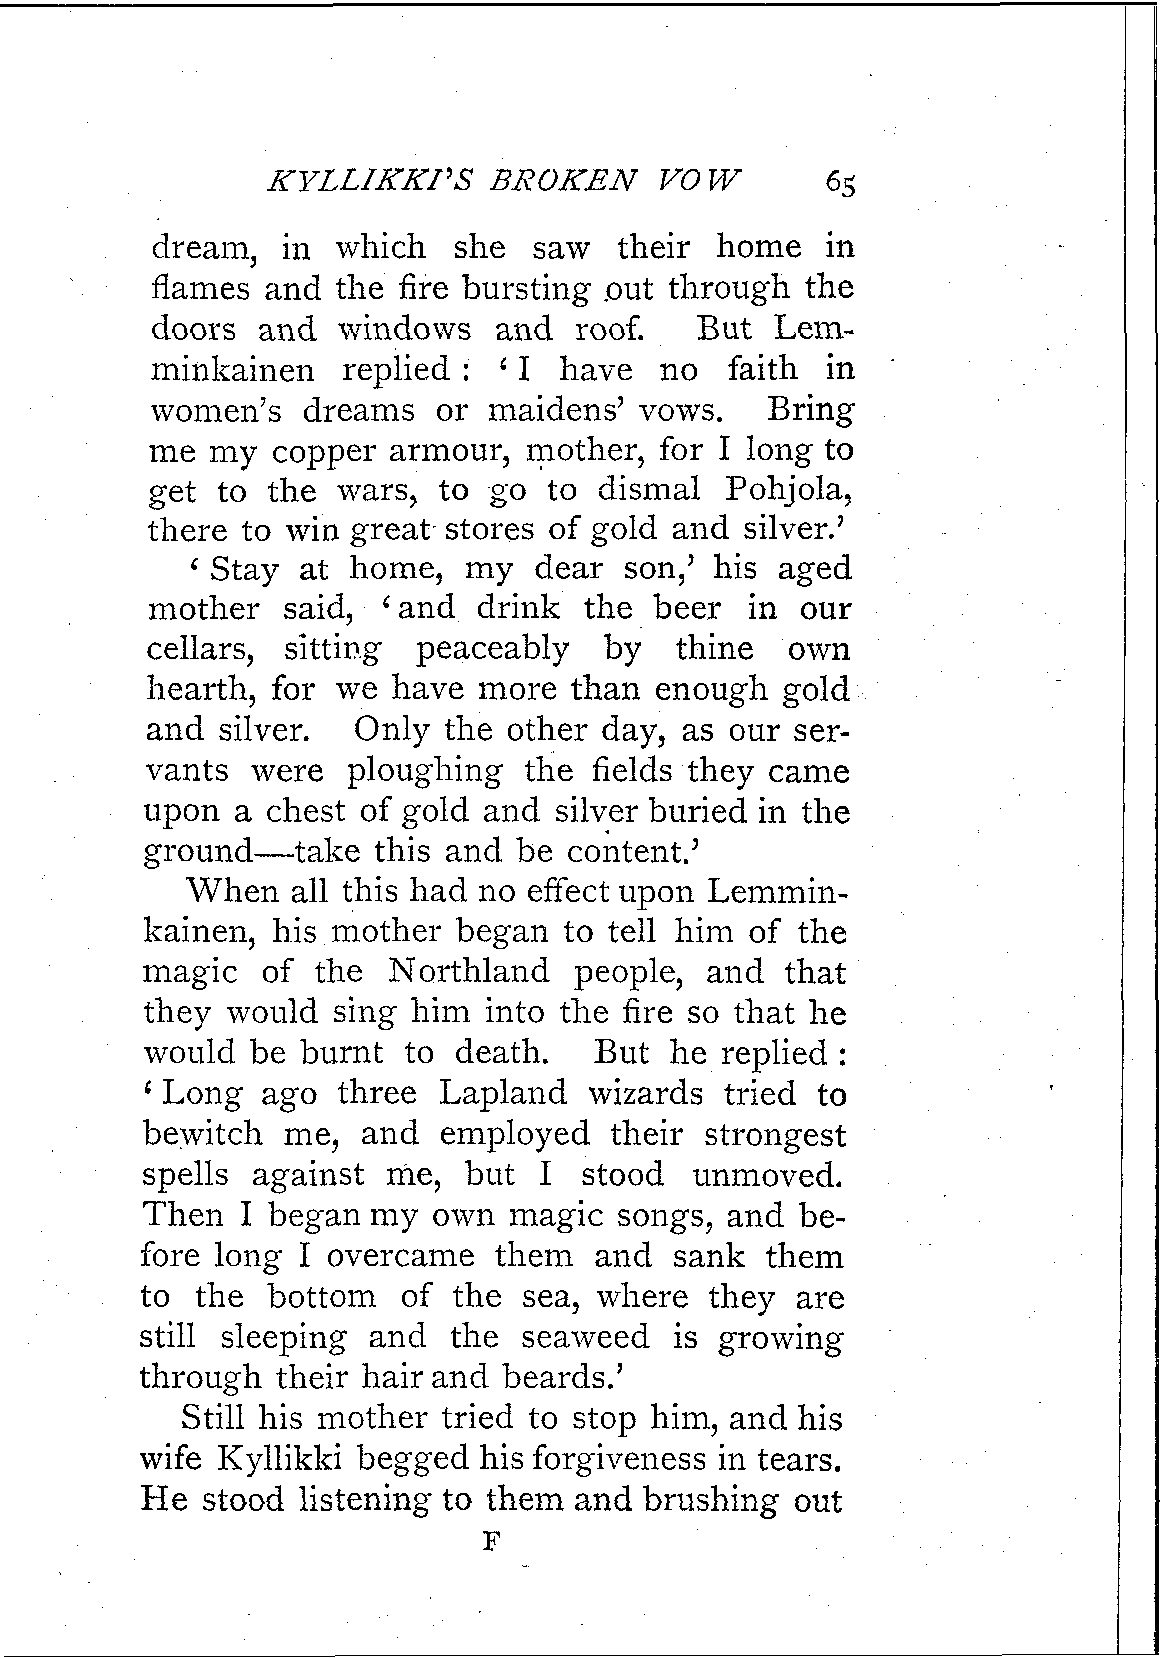 KYLLIKKI'S BROKEN VOW 65
dream, in which she saw their home in
flames and the fire bursting out through the
doors and windows and roof. But Lem-
minkainen replied : ‘ I have no faith in
women's dreams or maidens' vows. Bring
me my copper armour, mother, for I long to
get to the wars, to go to dismal Pohjola,
there to win great stores of gold and silver.’
‘ Stay at home, my dear son,’ his aged
mother said, ‘ and drink the beer in our
cellars, sitting peaceably by thine own
hearth, for we have more than enough gold
and silver. Only the other day, as our ser-
vants were ploughing the fields they came
upon a chest of gold and silver buried in the
ground—take this and be content.’
When all this had no effect upon Lemmin-
kainen, his mother began to tell him of the
magic of the Northland people, and that
they would sing him into the fire so that he
would be burnt to death. But he replied :
‘ Long ago three Lapland wizards tried to
bewitch me, and employed their strongest
spells against me, but I stood unmoved.
Then I began my own magic songs, and be-
fore long I overcame them and sank them
to the bottom of the sea, where they are
still sleeping and the seaweed is growing
through their hair and beards.’
Still his mother tried to stop him, and his
wife Kyllikki begged his forgiveness in tears.
He stood listening to them and brushing out
F